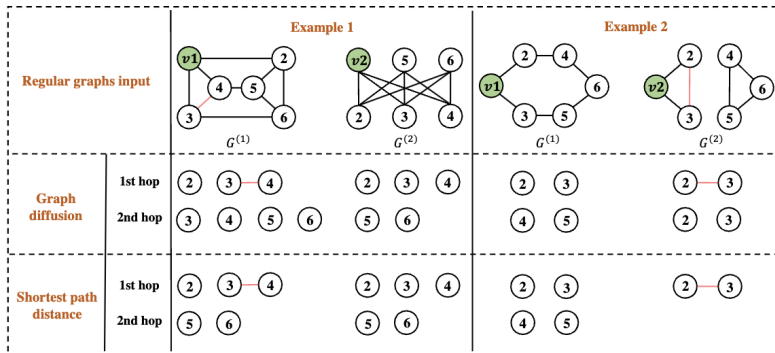 Example 1 Example 2
Regular graphs input
v1 2 4 5 3 6
G^(1)
v2 5 6 2 3 4
G^(2)
2 4 v1 6 3 5
G^(1)
2 4 v2 6 3 5
G^(2)
Graph diffusion
1st hop 2 3 4 2 3 4 2 3 2 3
2nd hop 3 4 5 6 5 6 4 5 2 3
Shortest path distance
1st hop 2 3 4 2 3 4 2 3 2 3
2nd hop 5 6 5 6 4 5